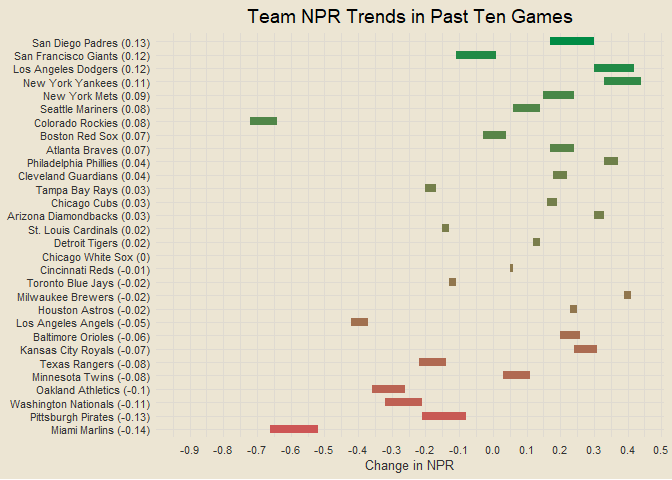 Team NPR Trends in Past Ten Games
San Diego Padres (0.13)
San Francisco Giants (0.12)
Los Angeles Dodgers (0.12)
New York Yankees (0.11)
New York Mets (0.09)
Seattle Mariners (0.08)
Colorado Rockies (0.08)
Boston Red Sox (0.07)
Atlanta Braves (0.07)
Philadelphia Phillies (0.04)
Cleveland Guardians (0.04)
Tampa Bay Rays (0.03)
Chicago Cubs (0.03)
Arizona Diamondbacks (0.03)
St. Louis Cardinals (0.02)
Detroit Tigers (0.02)
Chicago White Sox (0)
Cincinnati Reds (-0.01)
Toronto Blue Jays (-0.02)
Milwaukee Brewers (-0.02)
Houston Astros (-0.02)
Los Angeles Angels (-0.05)
Baltimore Orioles (-0.06)
Kansas City Royals (-0.07)
Texas Rangers (-0.08)
Minnesota Twins (-0.08)
Oakland Athletics (-0.1)
Washington Nationals (-0.11)
Pittsburgh Pirates (-0.13)
Miami Marlins (-0.14)
-0.9 -0.8 -0.7 -0.6 -0.5 -0.4 -0.3 -0.2 -0.1 0.0 0.1 0.2 0.3 0.4 0.5
Change in NPR